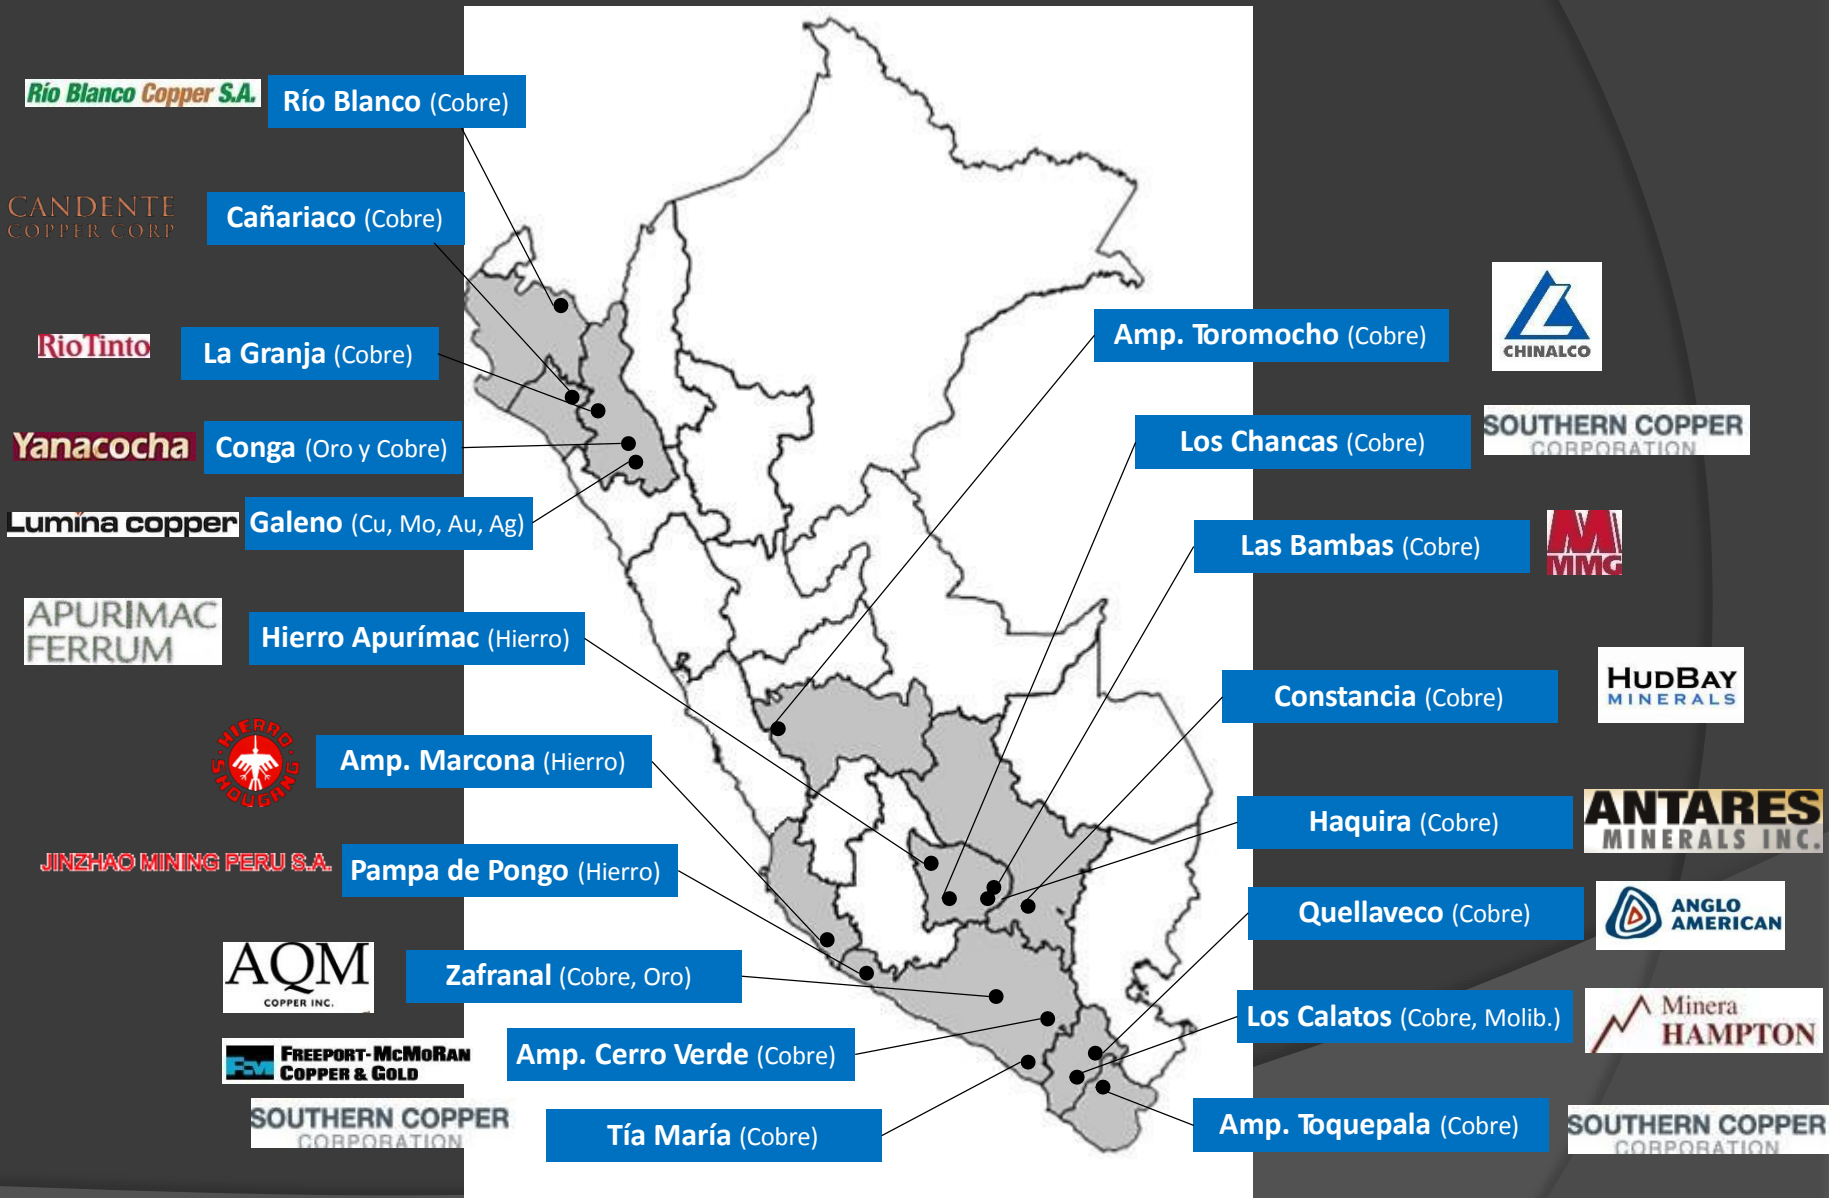 Río Blanco Copper S.A.
Río Blanco (Cobre)
CANDENTE
COPPER CORP
Cañariaco (Cobre)
RioTinto
La Granja (Cobre)
Yanacocha
Conga (Oro y Cobre)
Lumina copper
Galeno (Cu, Mo, Au, Ag)
APURIMAC
FERRUM
Hierro Apurímac (Hierro)
HIERRO
SHOUGANG
Amp. Marcona (Hierro)
JINZHAO MINING PERU S.A.
Pampa de Pongo (Hierro)
AQM
COPPER INC.
Zafranal (Cobre, Oro)
FCM
FREEPORT-McMoRAN
COPPER & GOLD
Amp. Cerro Verde (Cobre)
SOUTHERN COPPER
CORPORATION
Tía María (Cobre)
Amp. Toromocho (Cobre)
CHINALCO
Los Chancas (Cobre)
SOUTHERN COPPER
CORPORATION
Las Bambas (Cobre)
MMG
Constancia (Cobre)
HUDBAY
MINERALS
Haquira (Cobre)
ANTARES
MINERALS INC.
Quellaveco (Cobre)
ANGLO
AMERICAN
Los Calatos (Cobre, Molib.)
Minera
HAMPTON
Amp. Toquepala (Cobre)
SOUTHERN COPPER
CORPORATION